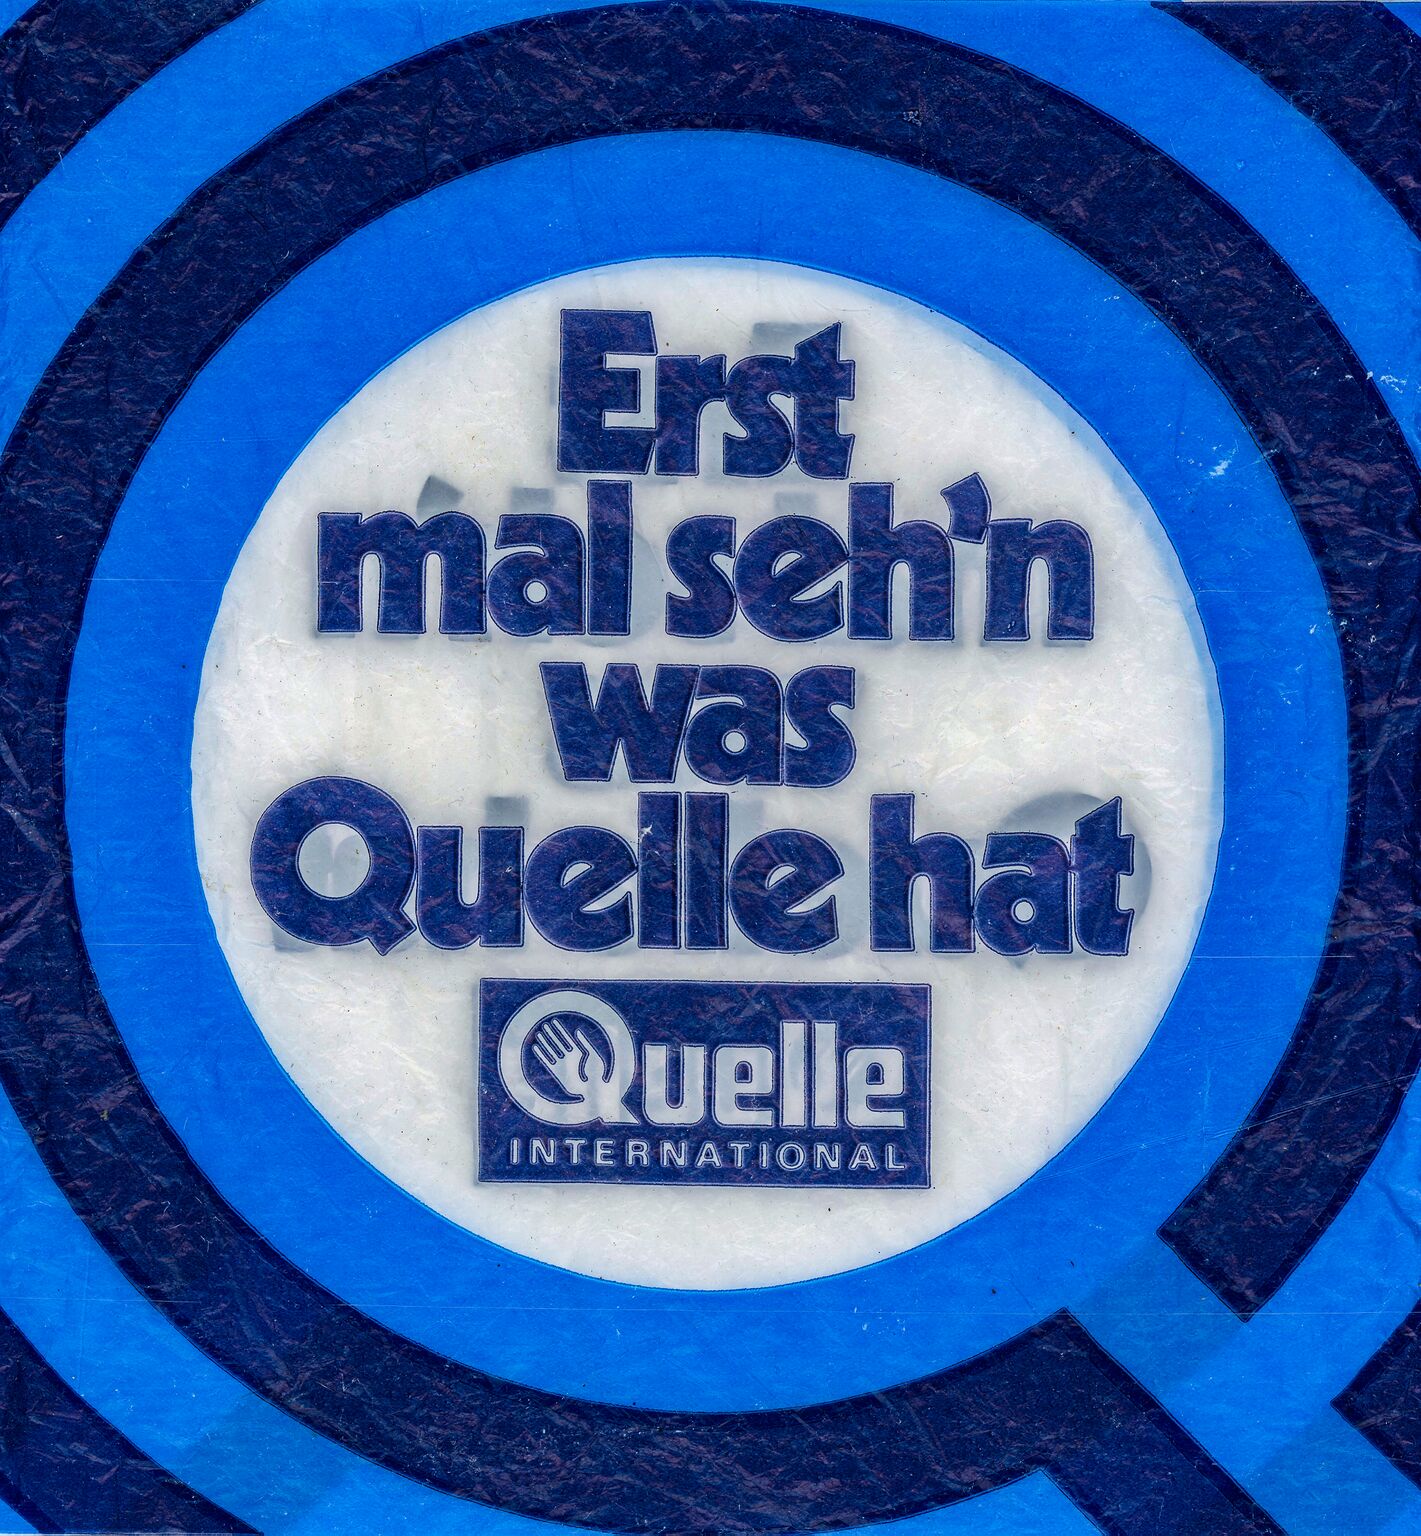 Erst
mal seh'n
was
Quelle hat
Quelle
INTERNATIONAL